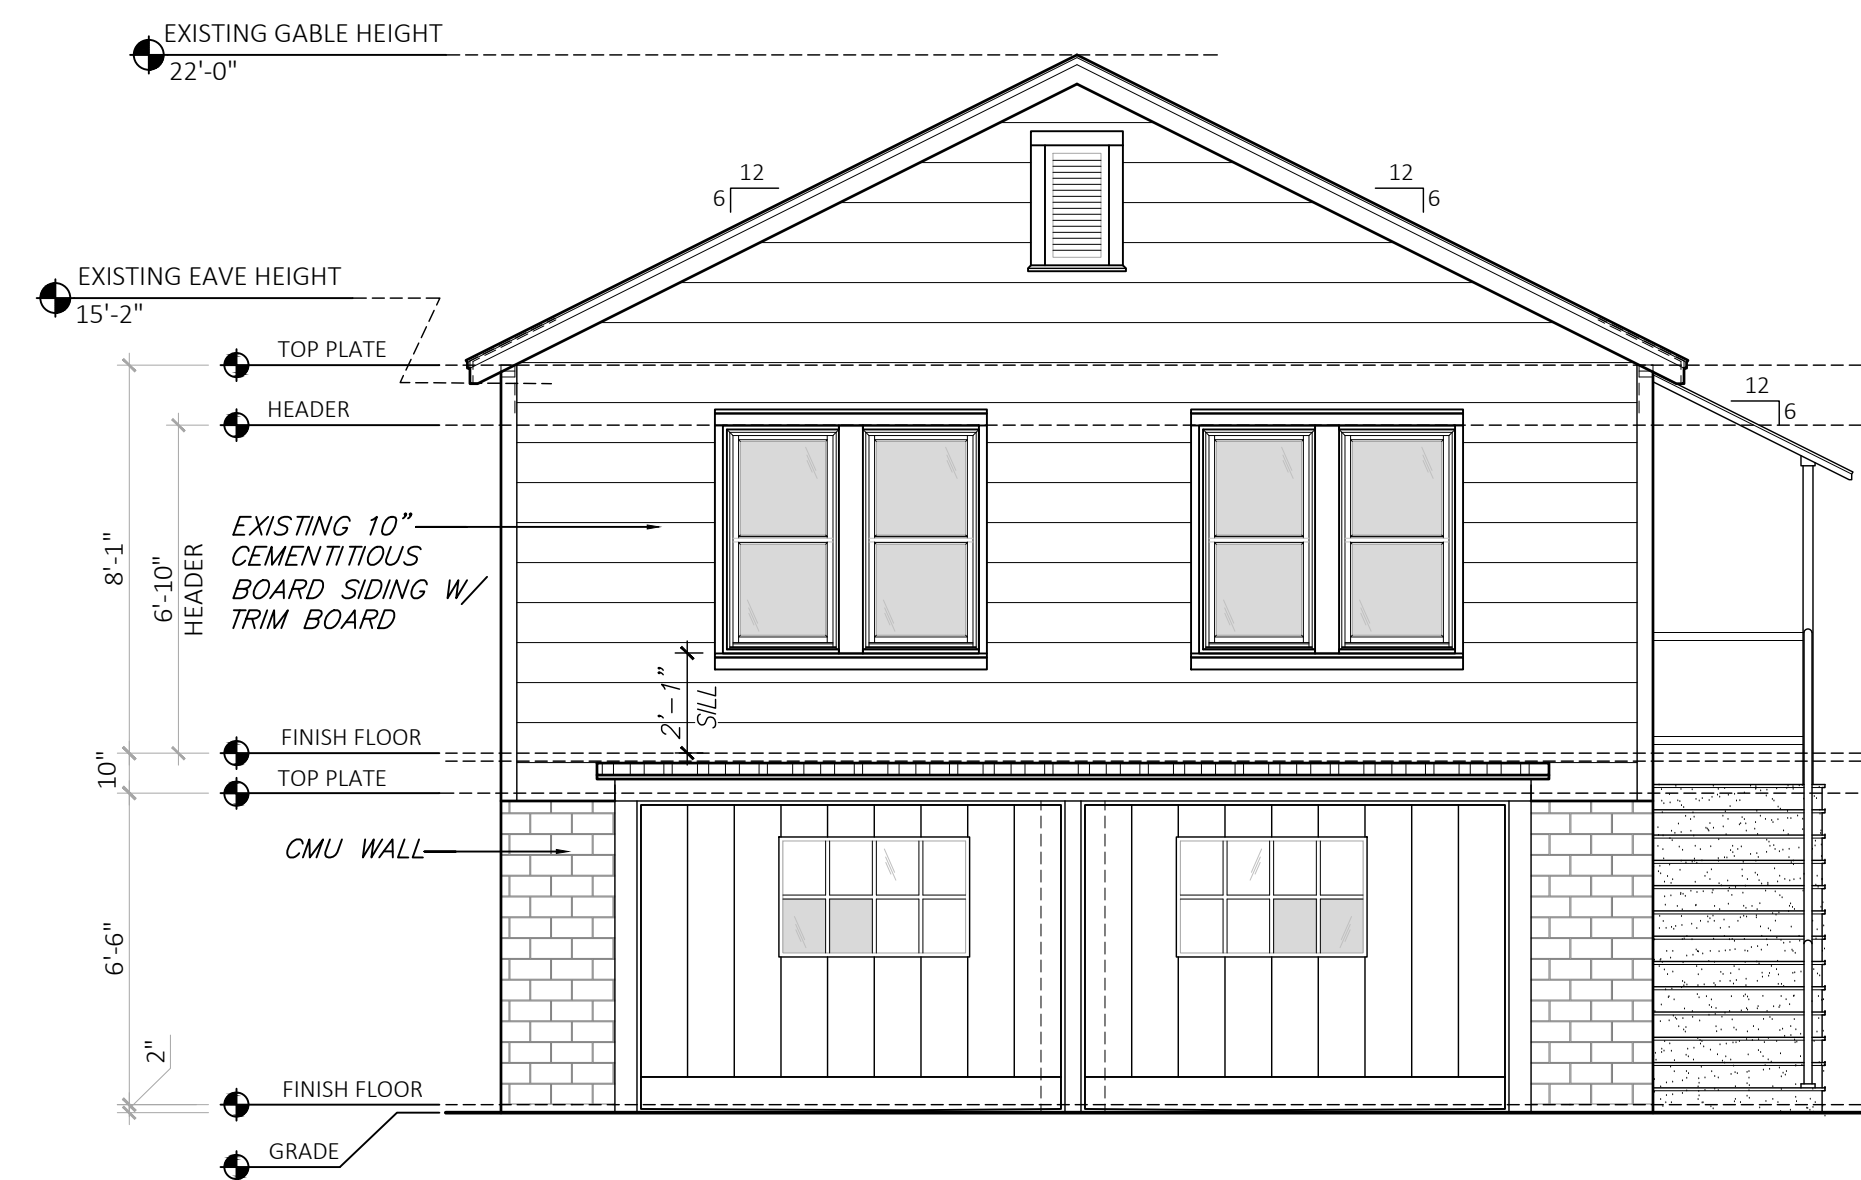 EXISTING GABLE HEIGHT
22'-0"
12
6
12
6
EXISTING EAVE HEIGHT
15'-2"
TOP PLATE
12
6
HEADER
8'-1"
6'-10"
HEADER
EXISTING 10”
CEMENTITIOUS
BOARD SIDING W/
TRIM BOARD
2'–1”
SILL
FINISH FLOOR
10"
TOP PLATE
CMU WALL
6'-6"
2"
FINISH FLOOR
GRADE